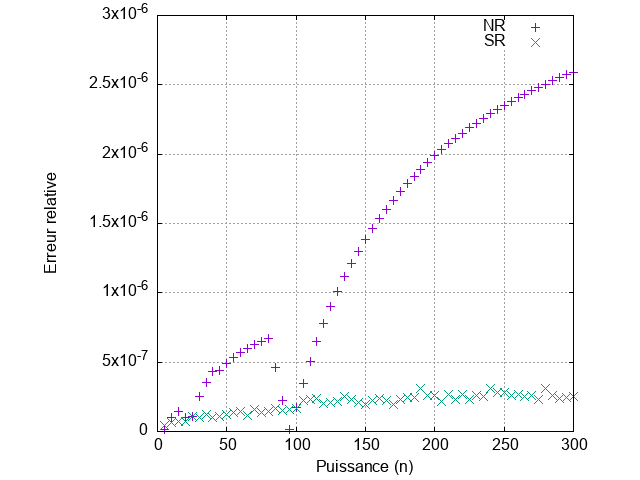 3x10⁻⁶
NR
SR
2.5x10⁻⁶
2x10⁻⁶
1.5x10⁻⁶
1x10⁻⁶
5x10⁻⁷
0
Erreur relative
0 50 100 150 200 250 300
Puissance (n)